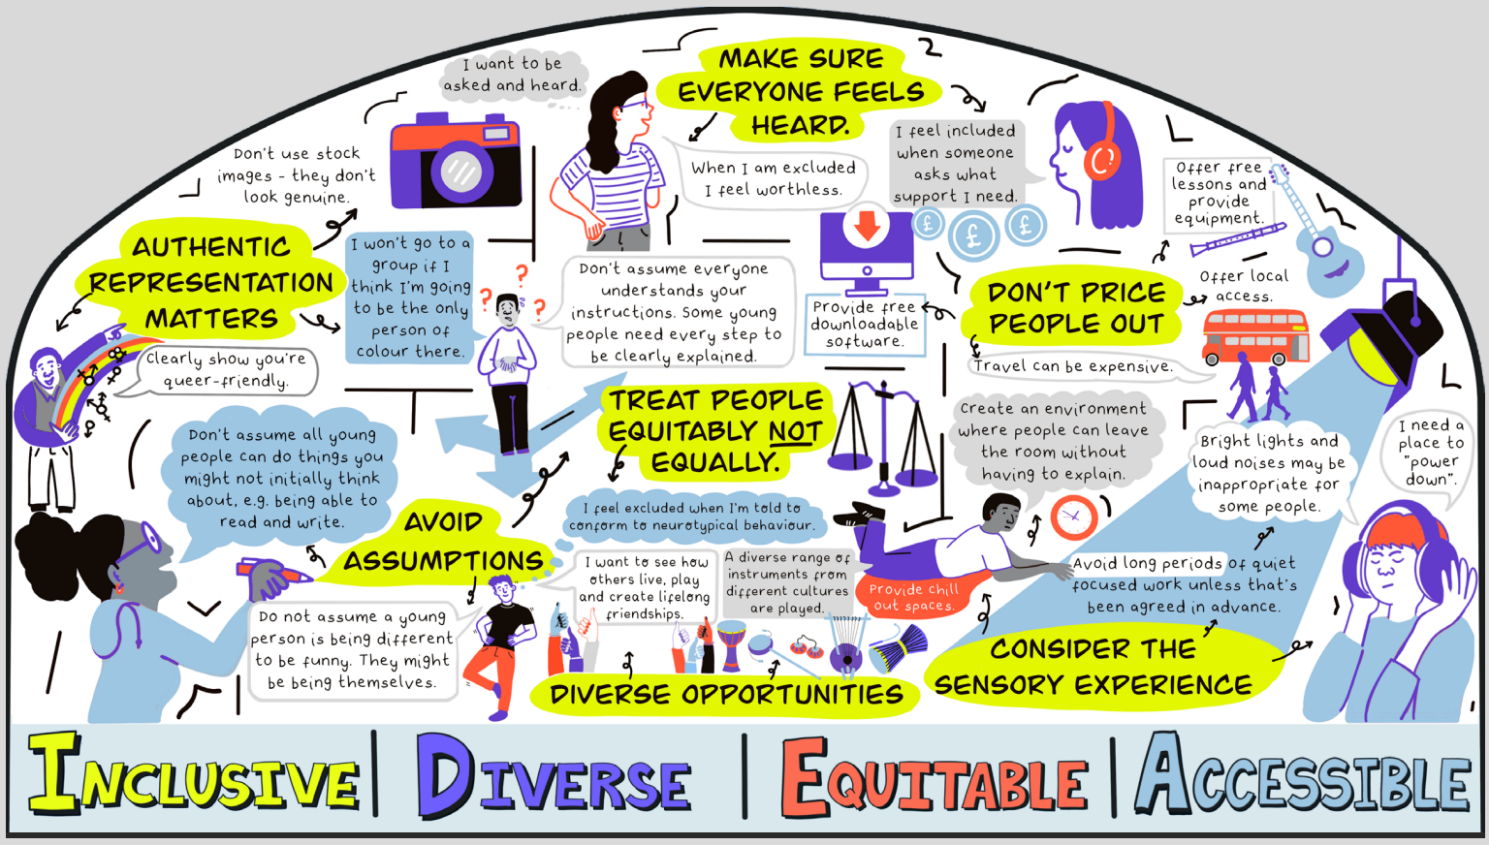 I want to be
asked and heard.
MAKE SURE
EVERYONE FEELS
HEARD.
When I am excluded
I feel worthless.
I feel included
when someone
asks what
support I need.
£
£
£
Don't use stock
images - they don't
look genuine.
AUTHENTIC
REPRESENTATION
MATTERS
I won't go to a
group if I
think I'm going
to be the only
person of
colour there.
Clearly show you're
queer-friendly.
? ? ?
Don't assume everyone
understands your
instructions. Some young
people need every step to
be clearly explained.
Provide free
downloadable
software.
DON'T PRICE
PEOPLE OUT
Offer free
lessons and
provide
equipment.
Offer local
access.
Travel can be expensive.
Don't assume all young
people can do things you
might not initially think
about, e.g. being able to
read and write.
AVOID
ASSUMPTIONS
Do not assume a young
person is being different
to be funny. They might
be being themselves.
TREAT PEOPLE
EQUITABLY NOT
EQUALLY.
I feel excluded when I'm told to
conform to neurotypical behaviour.
I want to see how
others live, play
and create lifelong
friendships.
A diverse range of
instruments from
different cultures
are played.
DIVERSE OPPORTUNITIES
Create an environment
where people can leave
the room without
having to explain.
Provide chill
out spaces.
Bright lights and
loud noises may be
inappropriate for
some people.
I need a
place to
"power
down".
Avoid long periods of quiet
focused work unless that's
been agreed in advance.
CONSIDER THE
SENSORY EXPERIENCE
INCLUSIVE | DIVERSE | EQUITABLE | ACCESSIBLE